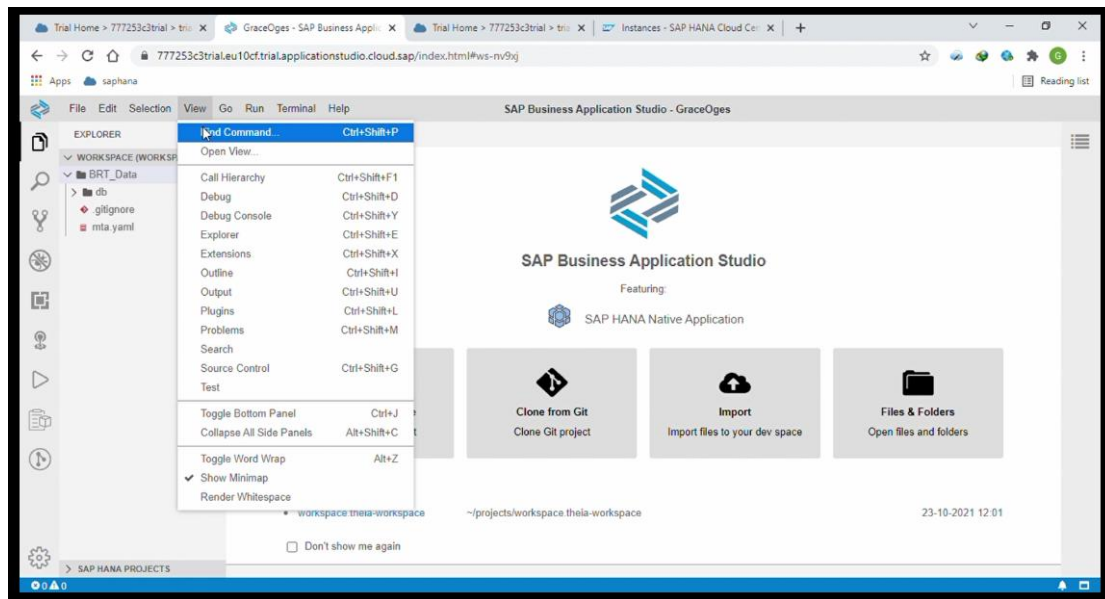 Trial Home > 777253c3trial > tria
GraceOges - SAP Business Applic
Trial Home > 777253c3trial > tria
Instances - SAP HANA Cloud Cen
777253c3trial.eu10cf.trial.applicationstudio.cloud.sap/index.html#ws-nv9xj
G
Apps saphana
Reading list
File Edit Selection View Go Run Terminal Help
SAP Business Application Studio - GraceOges
EXPLORER
WORKSPACE (WORKSP
BRT_Data
db
.gitignore
mta.yaml
SAP HANA PROJECTS
Command... Ctrl+Shift+P
Open View...
Call Hierarchy Ctrl+Shift+F1
Debug Ctrl+Shift+D
Debug Console Ctrl+Shift+Y
Explorer Ctrl+Shift+E
Extensions Ctrl+Shift+X
Outline Ctrl+Shift+I
Output Ctrl+Shift+U
Plugins Ctrl+Shift+L
Problems Ctrl+Shift+M
Search
Source Control Ctrl+Shift+G
Test
Toggle Bottom Panel Ctrl+J
Collapse All Side Panels Alt+Shift+C
Toggle Word Wrap Alt+Z
Show Minimap
Render Whitespace
SAP Business Application Studio
Featuring:
SAP HANA Native Application
Clone from Git
Clone Git project
Import
Import files to your dev space
Files & Folders
Open files and folders
workspace.theia-workspace ~/projects/workspace.theia-workspace 23-10-2021 12:01
Don't show me again
0 0